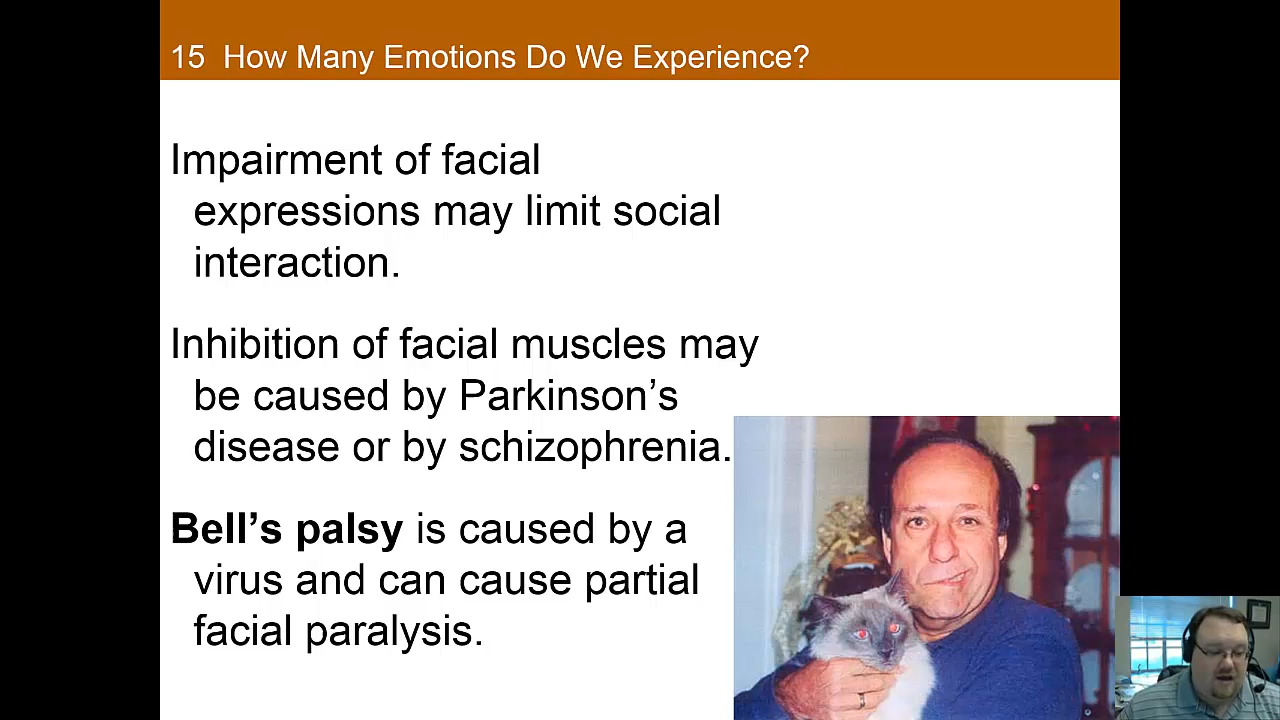 15  How Many Emotions Do We Experience?
Impairment of facial
expressions may limit social
interaction.
Inhibition of facial muscles may
be caused by Parkinson’s
disease or by schizophrenia.
Bell’s palsy is caused by a
virus and can cause partial
facial paralysis.